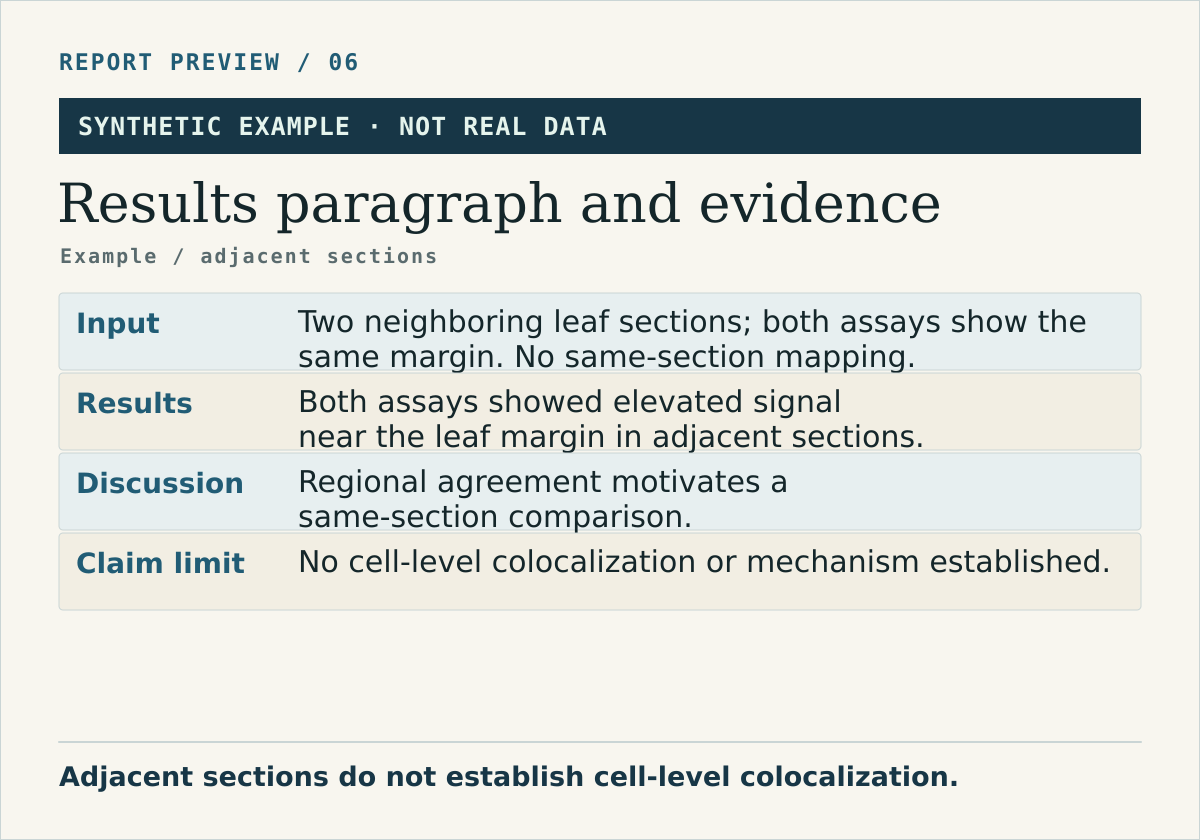 REPORT PREVIEW / 06
SYNTHETIC EXAMPLE · NOT REAL DATA
Results paragraph and evidence
Example / adjacent sections
Input
Two neighboring leaf sections; both assays show the
same margin. No same-section mapping.
Results
Both assays showed elevated signal
near the leaf margin in adjacent sections.
Discussion
Regional agreement motivates a
same-section comparison.
Claim limit
No cell-level colocalization or mechanism established.
Adjacent sections do not establish cell-level colocalization.